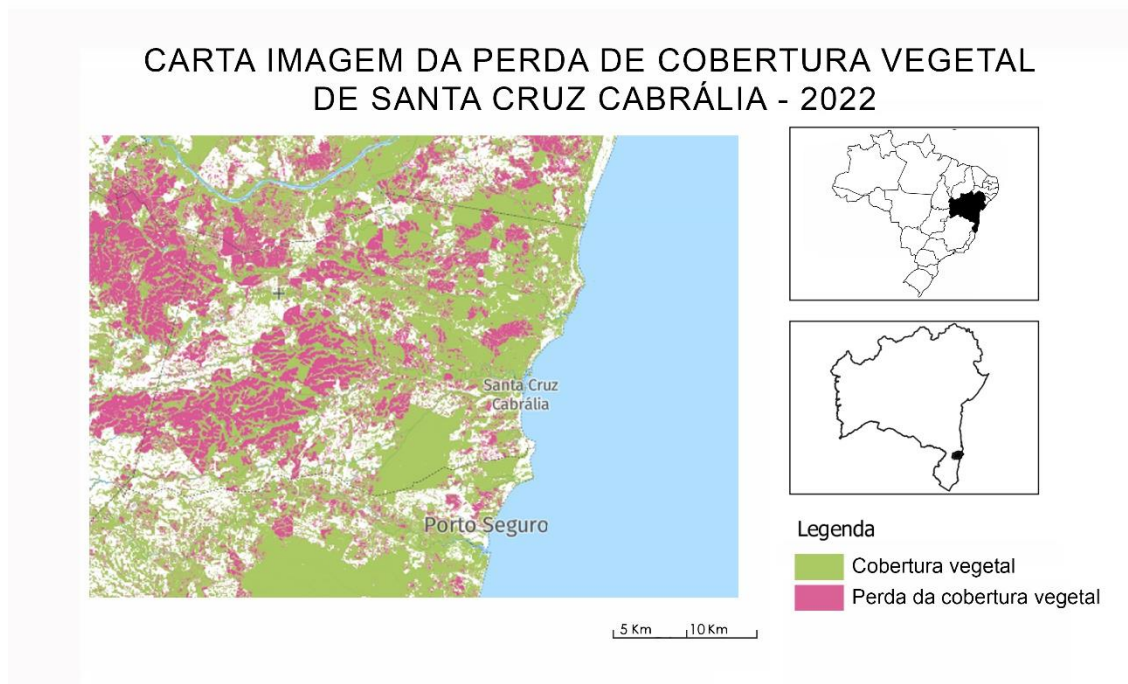 CARTA IMAGEM DA PERDA DE COBERTURA VEGETAL
DE SANTA CRUZ CABRÁLIA - 2022
Santa Cruz
Cabrália
Porto Seguro
Legenda
Cobertura vegetal
Perda da cobertura vegetal
5 Km 10 Km